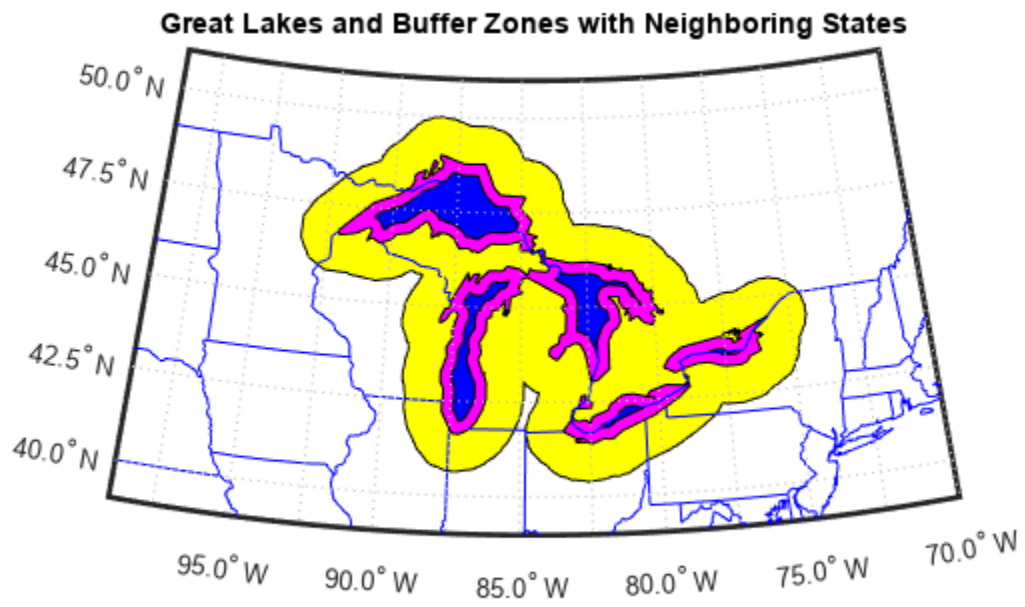 Great Lakes and Buffer Zones with Neighboring States
50.0° N
47.5° N
45.0° N
42.5° N
40.0° N
95.0° W
90.0° W
85.0° W
80.0° W
75.0° W
70.0° W